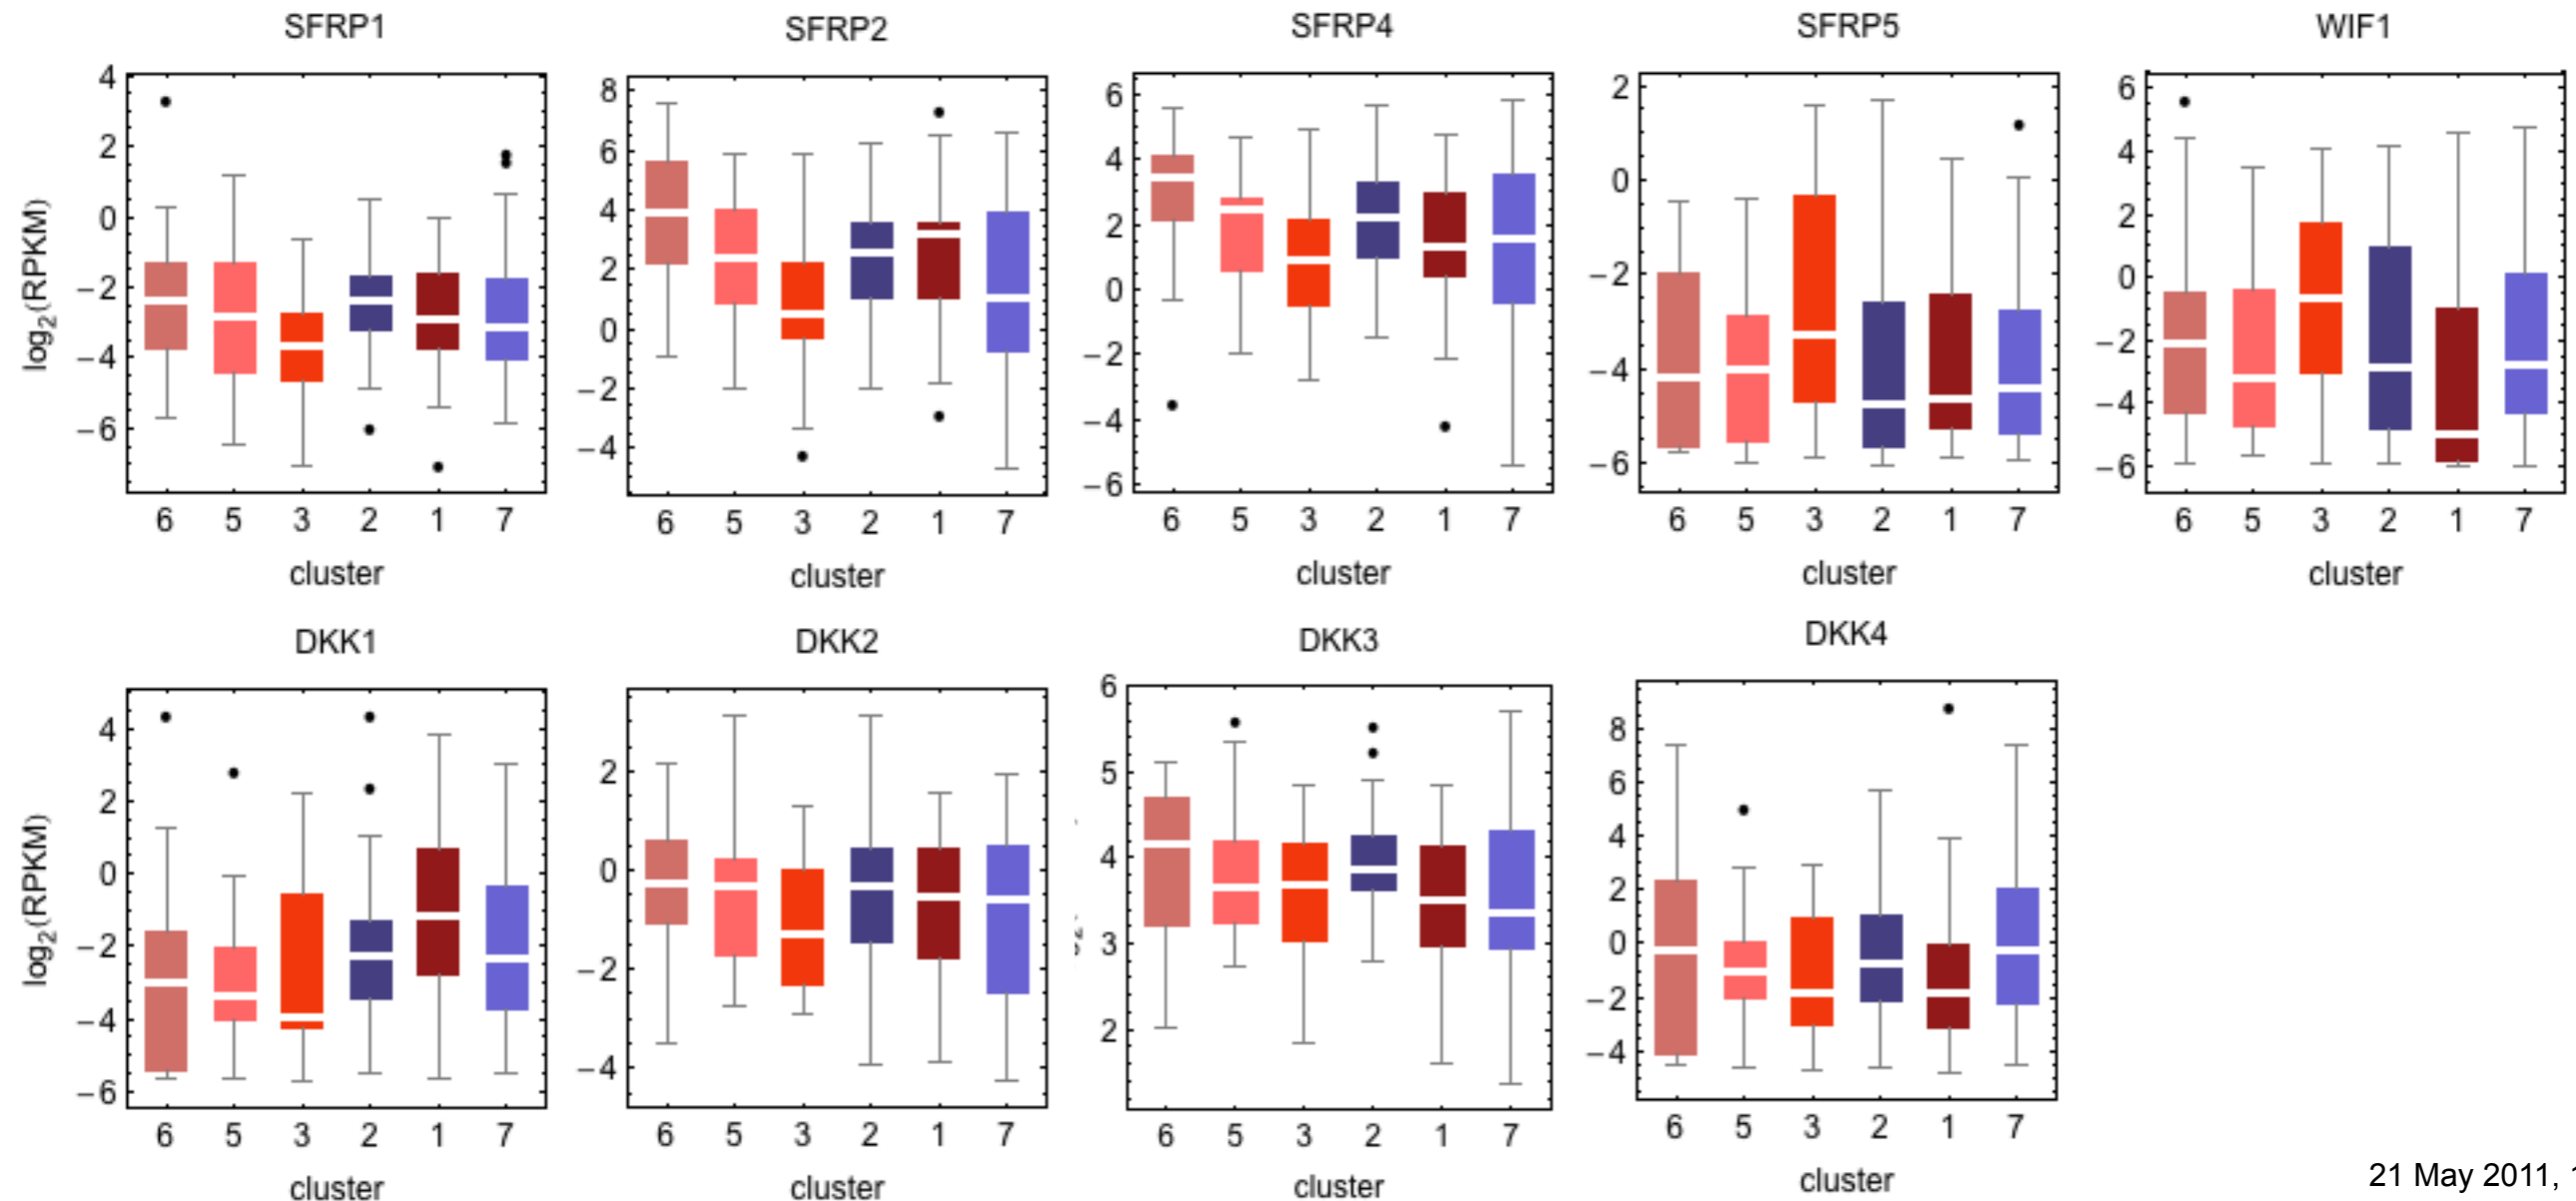 SFRP1 SFRP2 SFRP4 SFRP5 WIF1
log2(RPKM)
4 2 0 −2 −4 −6
8 6 4 2 0 −2 −4
6 4 2 0 −2 −4 −6
2 0 −2 −4 −6
6 4 2 0 −2 −4 −6
6 5 3 2 1 7 6 5 3 2 1 7 6 5 3 2 1 7 6 5 3 2 1 7 6 5 3 2 1 7
cluster cluster cluster cluster cluster
DKK1 DKK2 DKK3 DKK4
log2(RPKM)
4 2 0 −2 −4 −6
2 0 −2 −4
6 5 4 3 2
8 6 4 2 0 −2 −4
6 5 3 2 1 7 6 5 3 2 1 7 6 5 3 2 1 7 6 5 3 2 1 7
cluster cluster cluster cluster
21 May 2011,